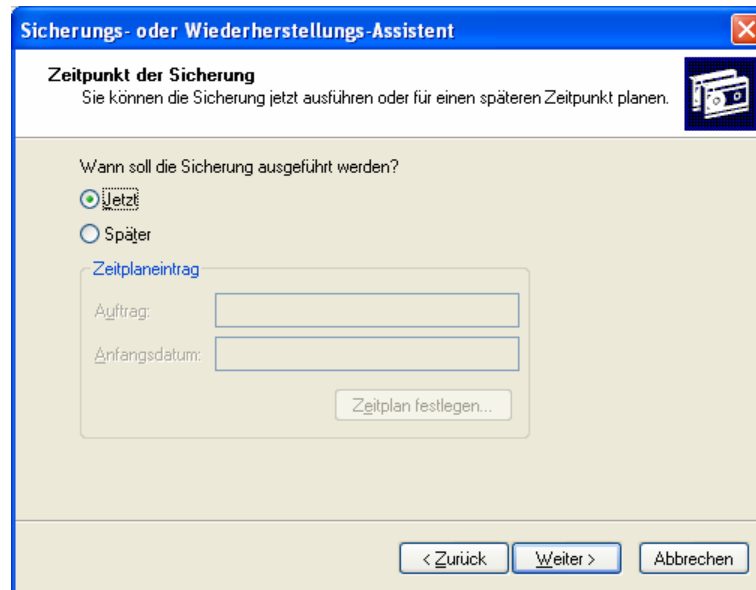 Sicherungs- oder Wiederherstellungs-Assistent
Zeitpunkt der Sicherung
Sie können die Sicherung jetzt ausführen oder für einen späteren Zeitpunkt planen.
Wann soll die Sicherung ausgeführt werden?
Jetzt
Später
Zeitplaneintrag
Auftrag:
Anfangsdatum:
Zeitplan festlegen...
< Zurück
Weiter >
Abbrechen